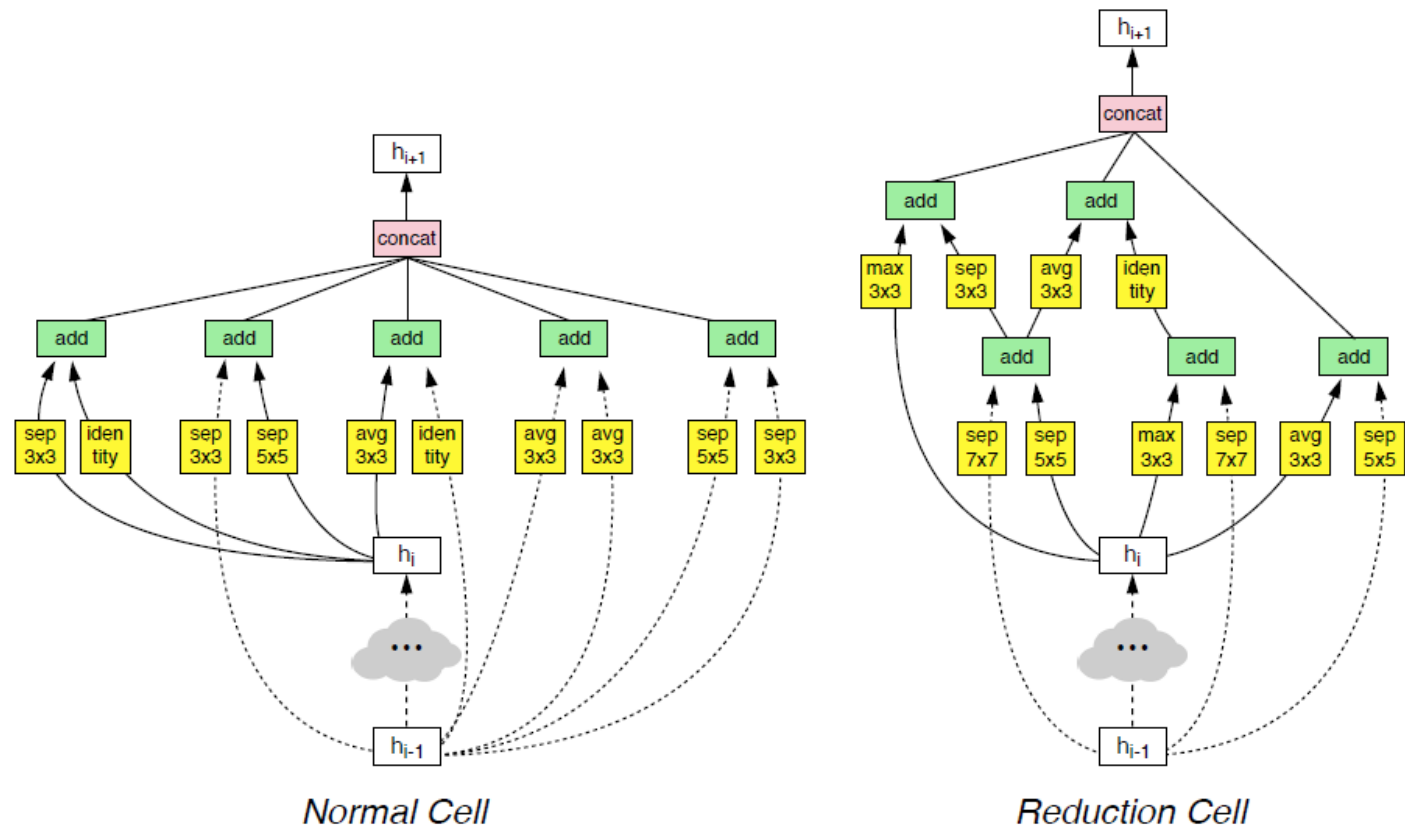 h_{i+1}
concat
add add add add add
sep 3x3 iden tity sep 3x3 sep 5x5 avg 3x3 iden tity avg 3x3 avg 3x3 sep 5x5 sep 3x3
h_i
...
h_{i-1}
Normal Cell
h_{i+1}
concat
add add
max 3x3 sep 3x3 avg 3x3 iden tity
add add add
sep 7x7 sep 5x5 max 3x3 sep 7x7 avg 3x3 sep 5x5
h_i
...
h_{i-1}
Reduction Cell